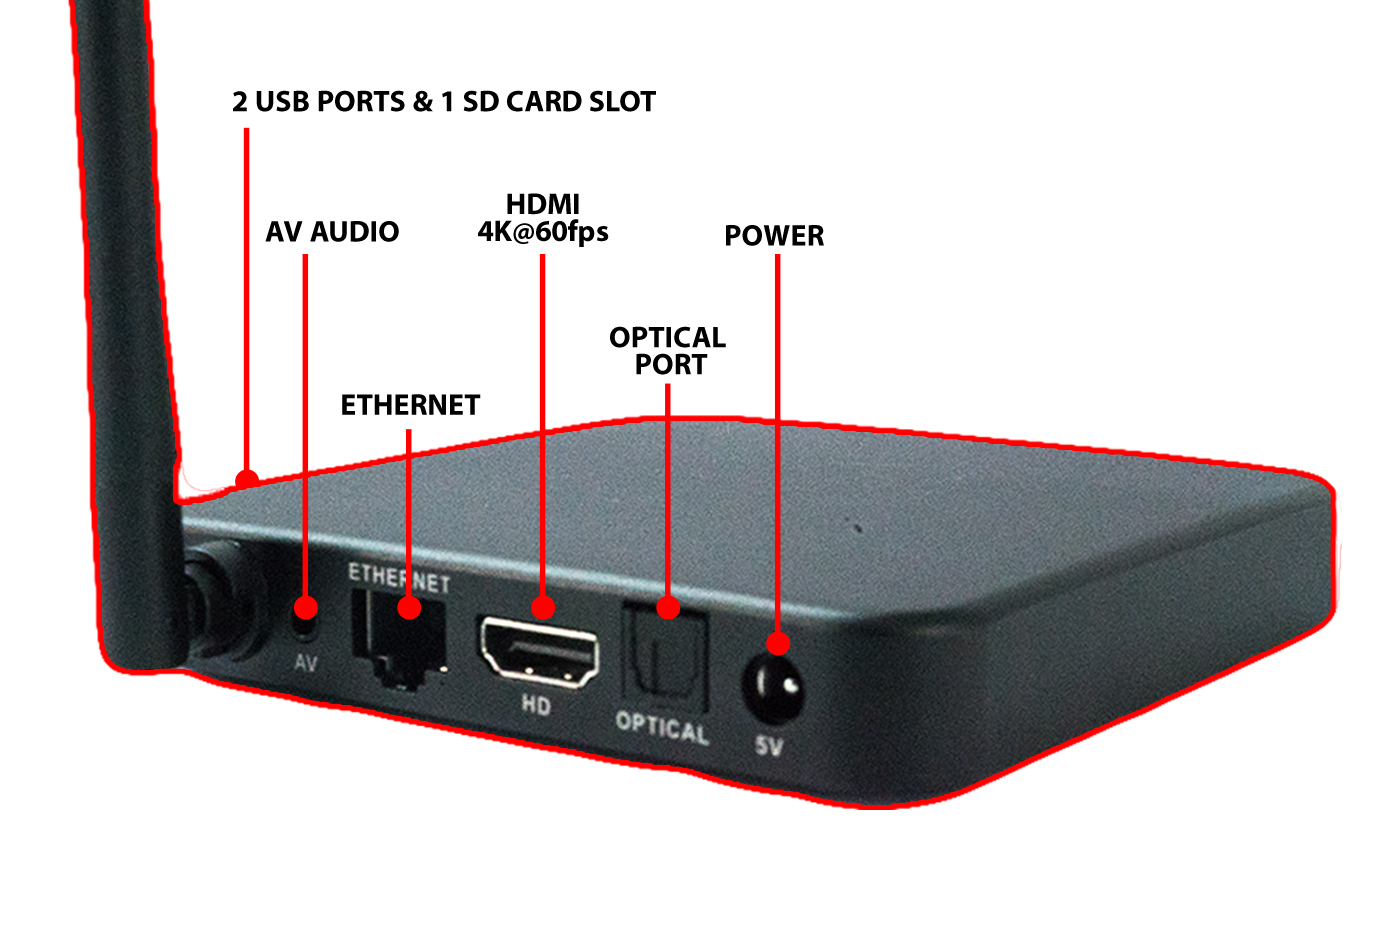 2 USB PORTS & 1 SD CARD SLOT
HDMI
4K@60fps
AV AUDIO
POWER
OPTICAL
PORT
ETHERNET
ETHERNET
AV
HD
OPTICAL
5V